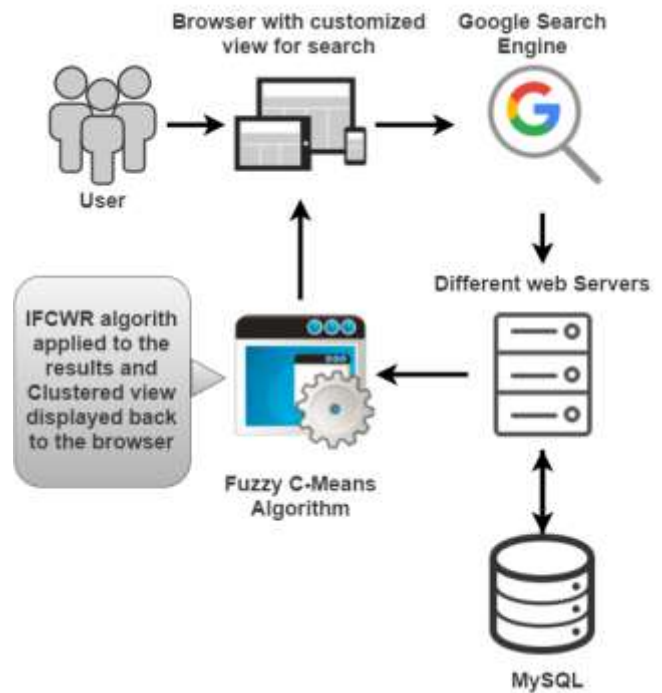 Browser with customized
view for search
Google Search
Engine
G
User
Different web Servers
IFCWR algorith
applied to the
results and
Clustered view
displayed back
to the browser
Fuzzy C-Means
Algorithm
MySQL